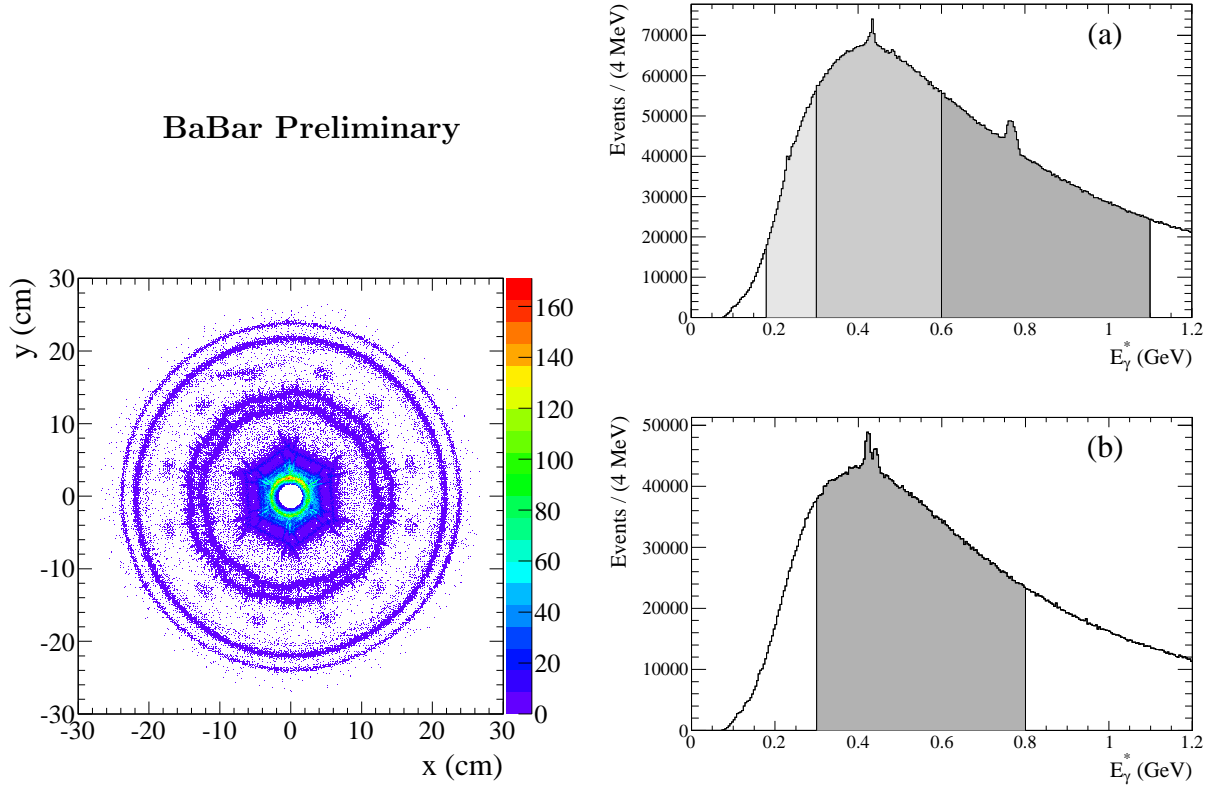 BaBar Preliminary
y (cm)
30
20
10
0
-10
-20
-30
-30 -20 -10 0 10 20 30
x (cm)
160
140
120
100
80
60
40
20
0
(a)
Events / (4 MeV)
70000
60000
50000
40000
30000
20000
10000
0
0 0.2 0.4 0.6 0.8 1 1.2
E*γ (GeV)
(b)
Events / (4 MeV)
50000
40000
30000
20000
10000
0
0 0.2 0.4 0.6 0.8 1 1.2
E*γ (GeV)